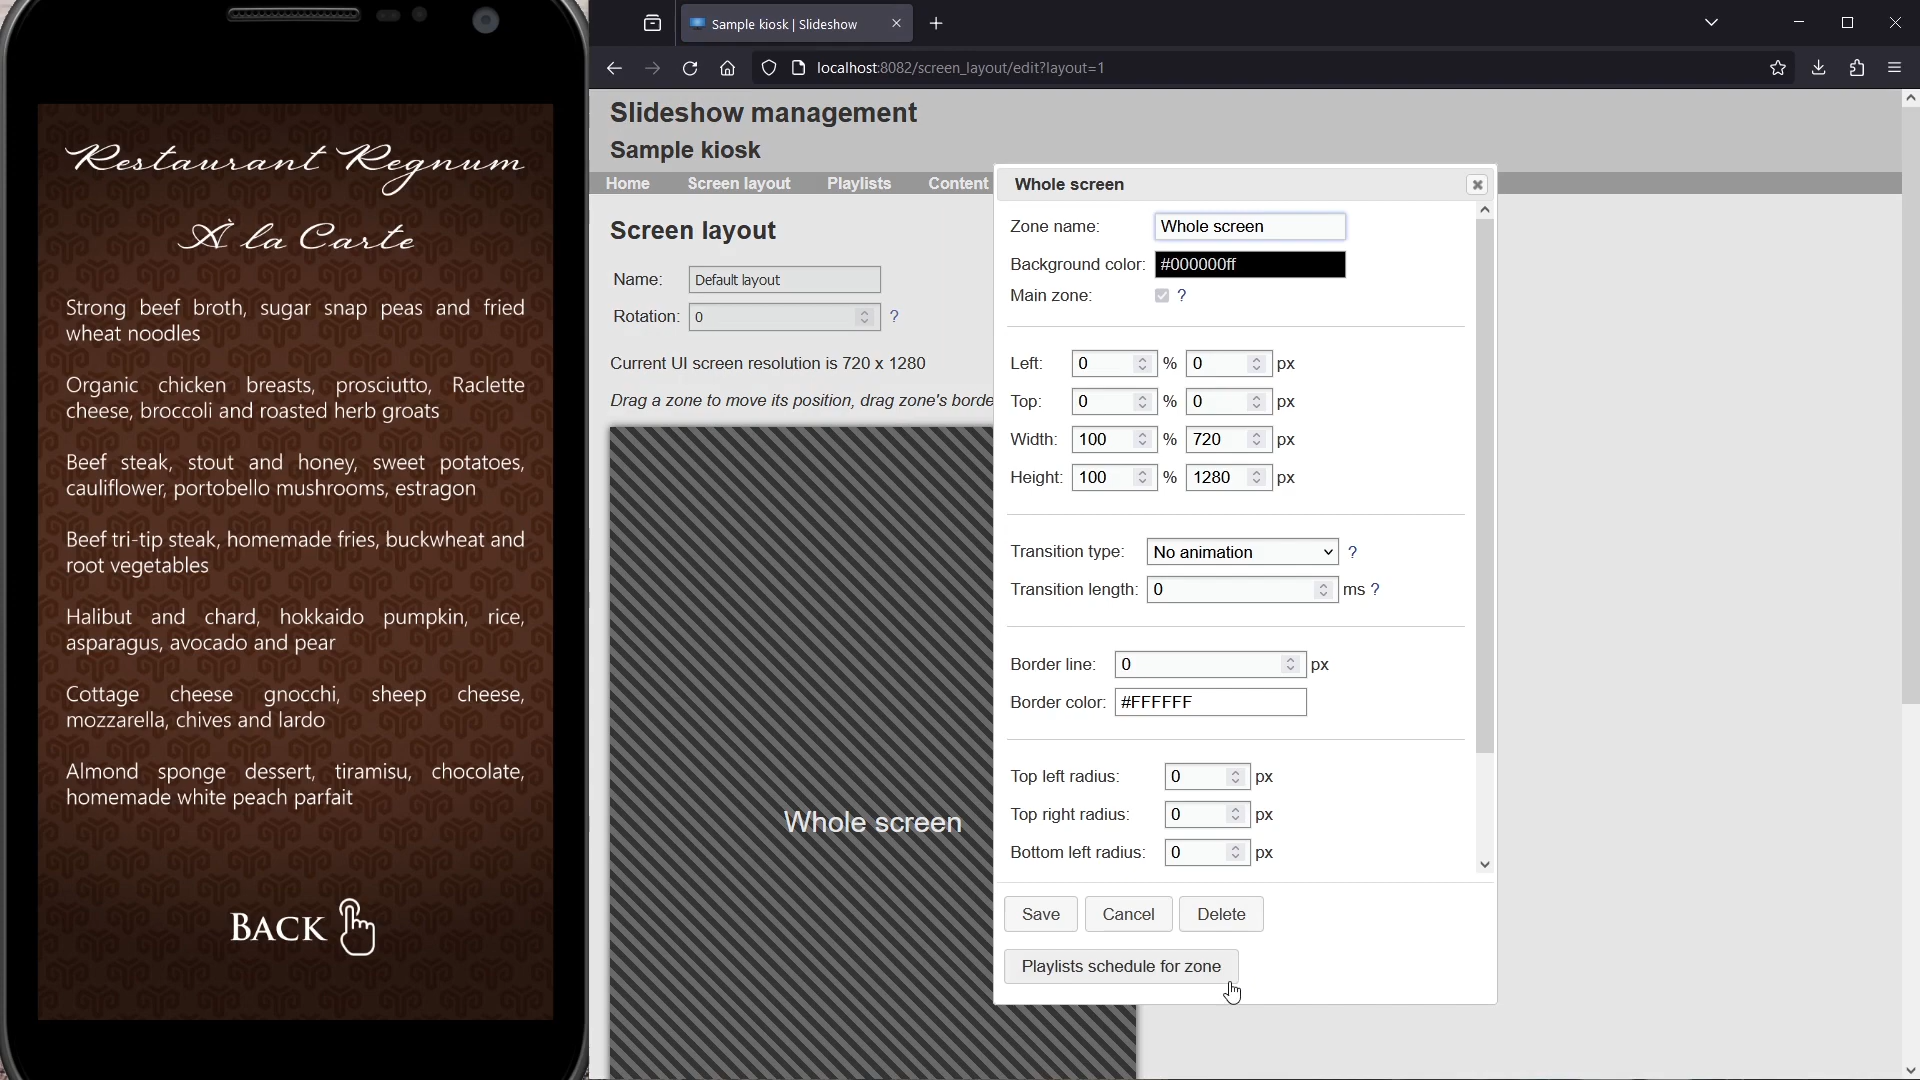 Restaurant Regnum
À la Carte
Strong beef broth, sugar snap peas and fried
wheat noodles
Organic chicken breasts, prosciutto, Raclette
cheese, broccoli and roasted herb groats
Beef steak, stout and honey, sweet potatoes,
cauliflower, portobello mushrooms, estragon
Beef tri-tip steak, homemade fries, buckwheat and
root vegetables
Halibut and chard, hokkaido pumpkin, rice,
asparagus, avocado and pear
Cottage cheese gnocchi, sheep cheese,
mozzarella, chives and lardo
Almond sponge dessert, tiramisu, chocolate,
homemade white peach parfait
BACK
Sample kiosk | Slideshow
localhost:8082/screen_layout/edit?layout=1
Slideshow management
Sample kiosk
Home Screen layout Playlists Content
Screen layout
Name: Default layout
Rotation: 0 ?
Current UI screen resolution is 720 x 1280
Drag a zone to move its position, drag zone's borde
Whole screen
Whole screen
Zone name: Whole screen
Background color: #000000ff
Main zone: ?
Left: 0 % 0 px
Top: 0 % 0 px
Width: 100 % 720 px
Height: 100 % 1280 px
Transition type: No animation ?
Transition length: 0 ms ?
Border line: 0 px
Border color: #FFFFFF
Top left radius: 0 px
Top right radius: 0 px
Bottom left radius: 0 px
Save Cancel Delete
Playlists schedule for zone